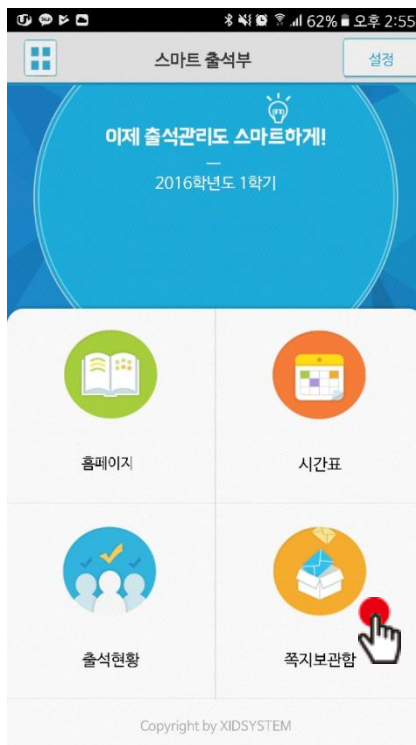 62% 오후 2:55
스마트 출석부
설정
이제 출석관리도 스마트하게!
2016학년도 1학기
홈페이지
시간표
출석현황
쪽지보관함
Copyright by XIDSYSTEM